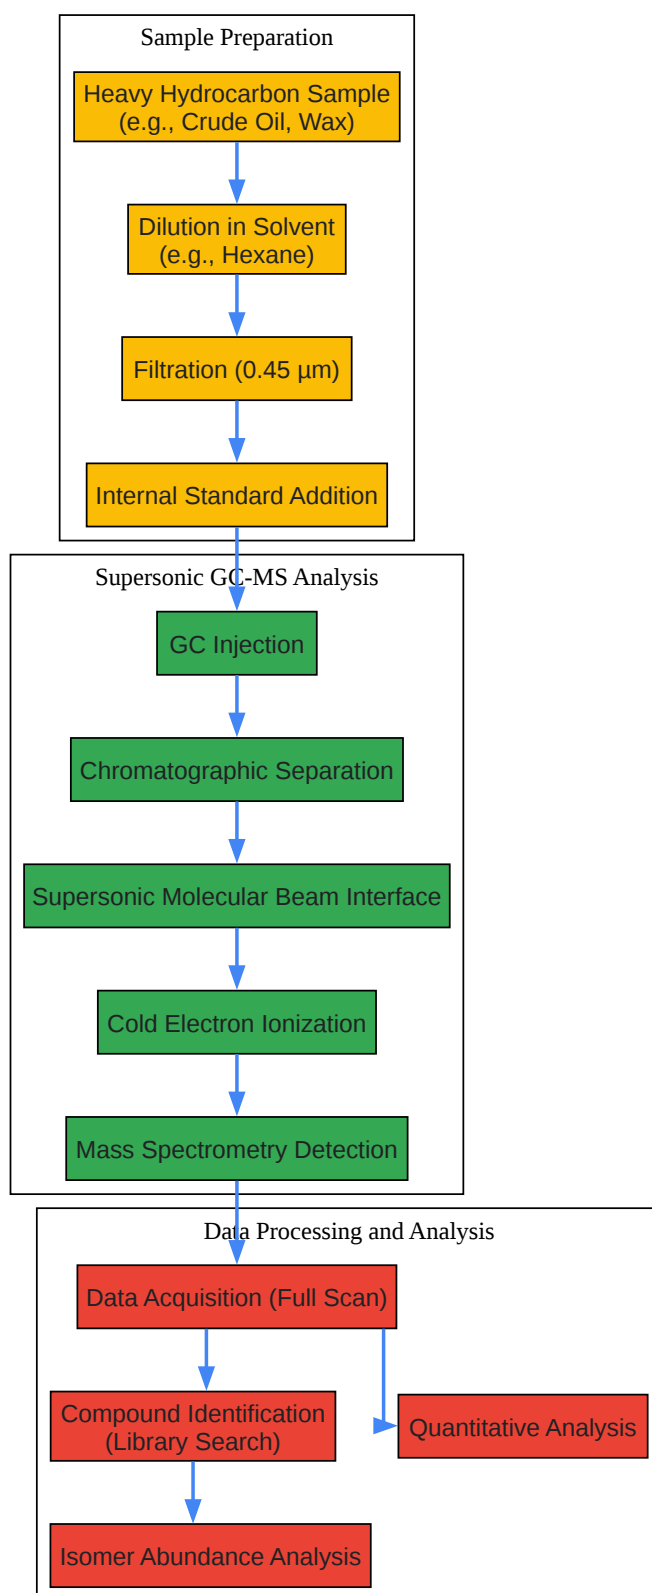 Sample Preparation
Heavy Hydrocarbon Sample
(e.g., Crude Oil, Wax)
Dilution in Solvent
(e.g., Hexane)
Filtration (0.45 µm)
Internal Standard Addition
Supersonic GC-MS Analysis
GC Injection
Chromatographic Separation
Supersonic Molecular Beam Interface
Cold Electron Ionization
Mass Spectrometry Detection
Data Processing and Analysis
Data Acquisition (Full Scan)
Compound Identification
(Library Search)
Quantitative Analysis
Isomer Abundance Analysis